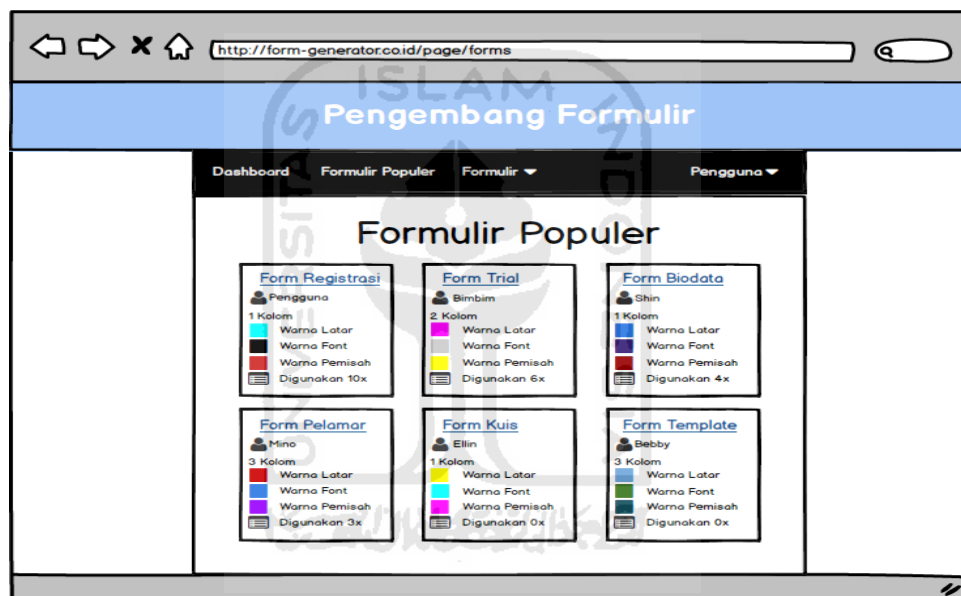 http://form-generator.co.id/page/forms
Pengembang Formulir
Dashboard Formulir Populer Formulir Pengguna
Formulir Populer
Form Registrasi
Pengguna
1 Kolom
Warna Latar
Warna Font
Warna Pemisah
Digunakan 10x
Form Trial
Bimbim
2 Kolom
Warna Latar
Warna Font
Warna Pemisah
Digunakan 6x
Form Biodata
Shin
1 Kolom
Warna Latar
Warna Font
Warna Pemisah
Digunakan 4x
Form Pelamar
Mino
3 Kolom
Warna Latar
Warna Font
Warna Pemisah
Digunakan 3x
Form Kuis
Ellin
1 Kolom
Warna Latar
Warna Font
Warna Pemisah
Digunakan 0x
Form Template
Bebby
3 Kolom
Warna Latar
Warna Font
Warna Pemisah
Digunakan 0x
UNIVERSITAS ISLAM INDONESIA